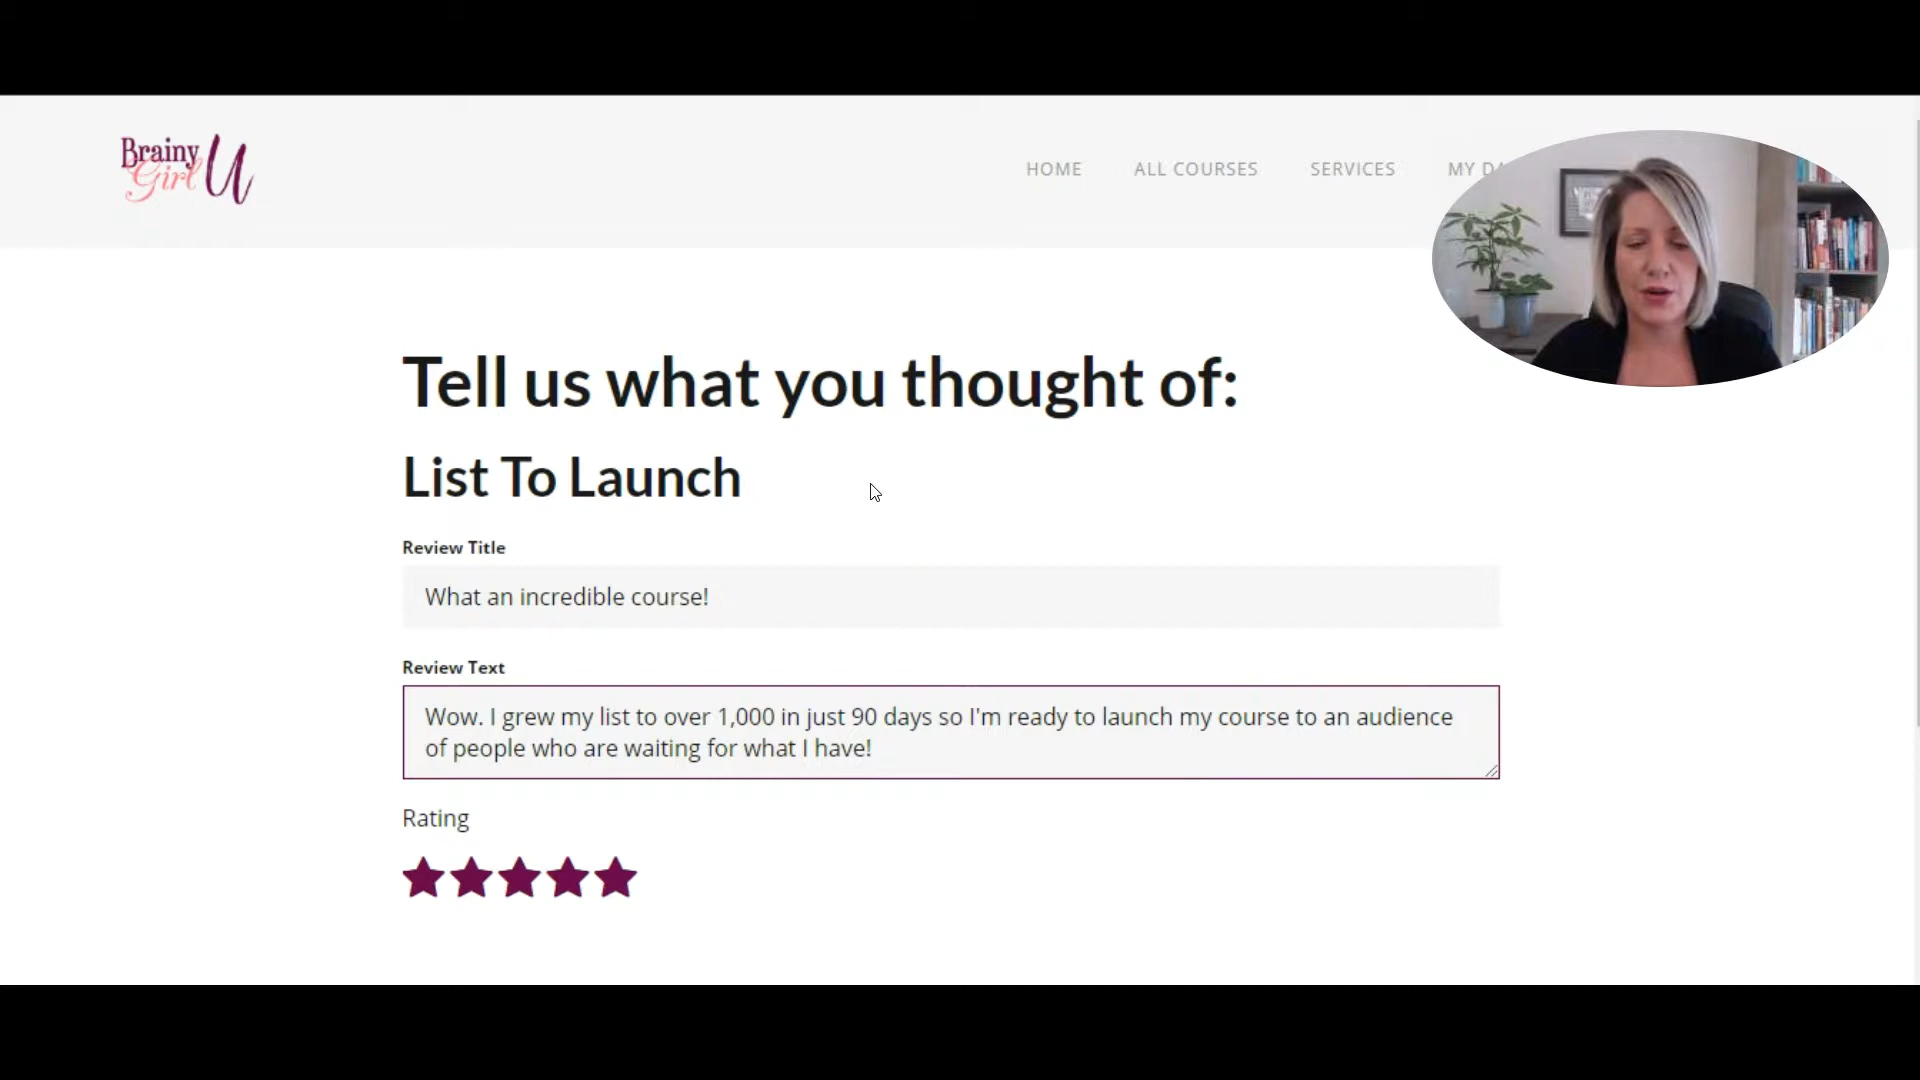 Brainy
Girl U
HOME
ALL COURSES
SERVICES
MY
Tell us what you thought of:
List To Launch
Review Title
What an incredible course!
Review Text
Wow. I grew my list to over 1,000 in just 90 days so I'm ready to launch my course to an audience
of people who are waiting for what I have!
Rating